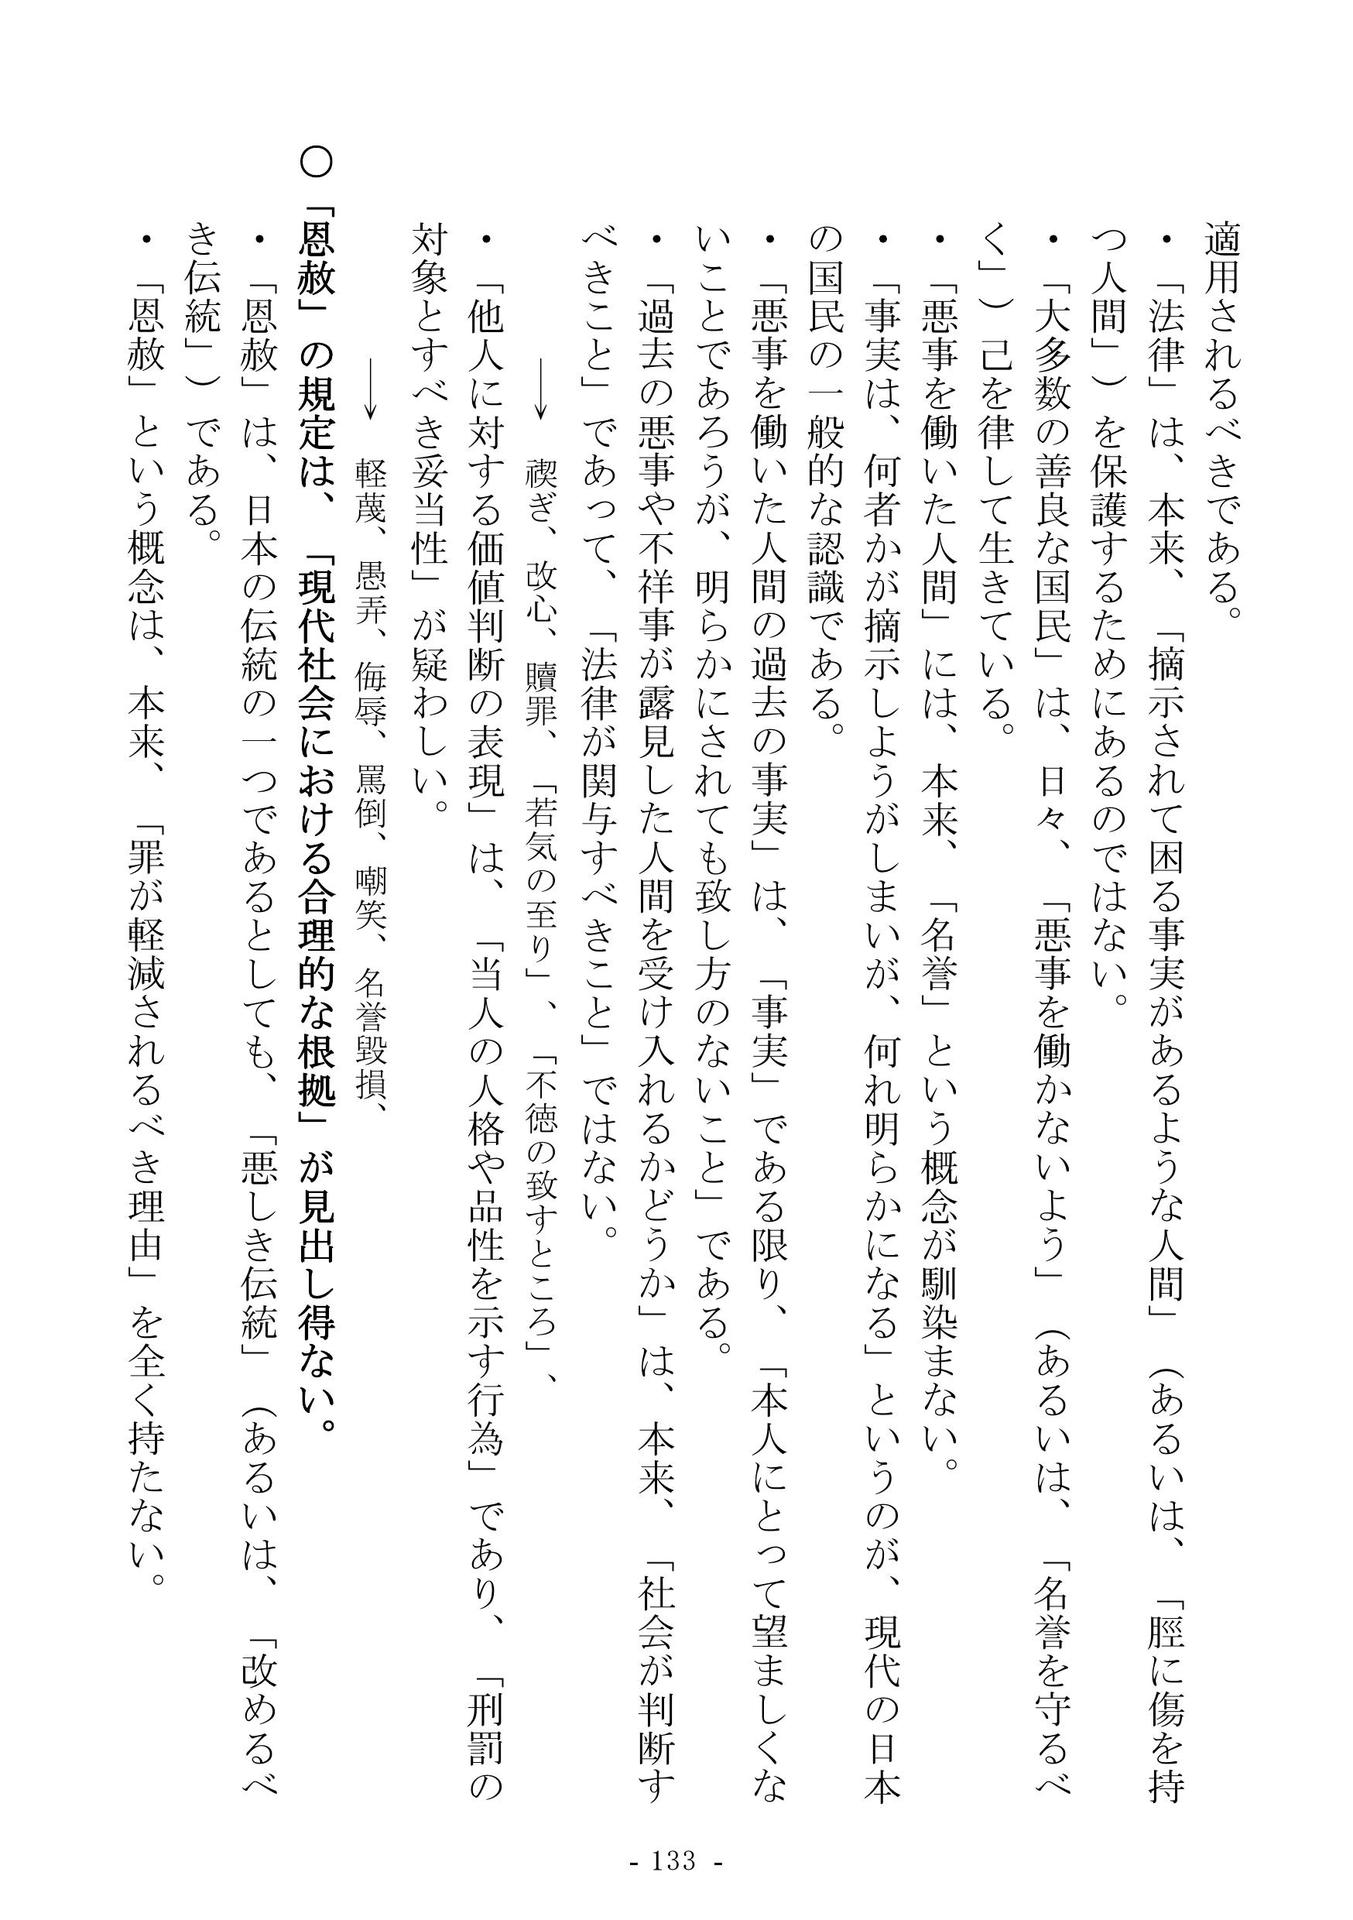 適用されるべきである。
・「法律」は、本来、「摘示されて困る事実があるような人間」（あるいは、「脛に傷を持
つ人間」）を保護するためにあるのではない。
・「大多数の善良な国民」は、日々、「悪事を働かないよう」（あるいは、「名誉を守るべ
く」）己を律して生きている。
・「悪事を働いた人間」には、本来、「名誉」という概念が馴染まない。
・「事実は、何者かが摘示しようがしまいが、何れ明らかになる」というのが、現代の日本
の国民の一般的な認識である。
・「悪事を働いた人間の過去の事実」は、「事実」である限り、「本人にとって望ましくな
いことであろうが、明らかにされても致し方のないこと」である。
・「過去の悪事や不祥事が露見した人間を受け入れるかどうか」は、本来、「社会が判断す
べきこと」であって、「法律が関与すべきこと」ではない。
→　禊ぎ、改心、贖罪、「若気の至り」、「不徳の致すところ」、
・「他人に対する価値判断の表現」は、「当人の人格や品性を示す行為」であり、「刑罰の
対象とすべき妥当性」が疑わしい。
→　軽蔑、愚弄、侮辱、罵倒、嘲笑、名誉毀損、
○「恩赦」の規定は、「現代社会における合理的な根拠」が見出し得ない。
・「恩赦」は、日本の伝統の一つであるとしても、「悪しき伝統」（あるいは、「改めるべ
き伝統」）である。
・「恩赦」という概念は、本来、「罪が軽減されるべき理由」を全く持たない。
- 133 -